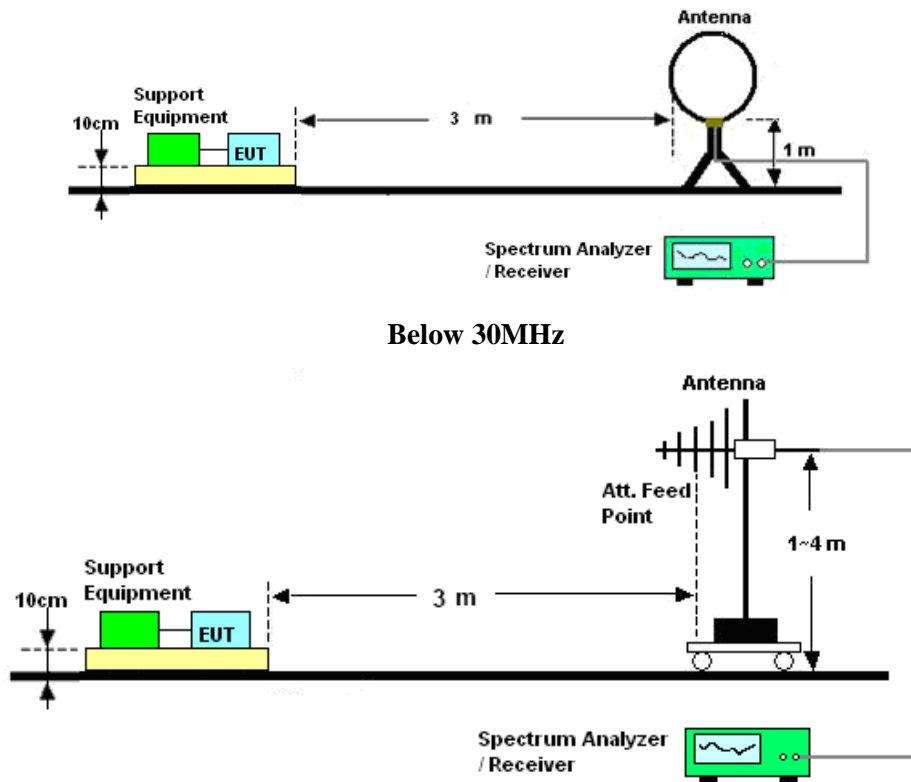 Antenna
Support
Equipment
10cm
EUT
3 m
1 m
Spectrum Analyzer
/ Receiver
Below 30MHz
Antenna
Att. Feed
Point
1~4 m
Support
Equipment
10cm
EUT
3 m
Spectrum Analyzer
/ Receiver